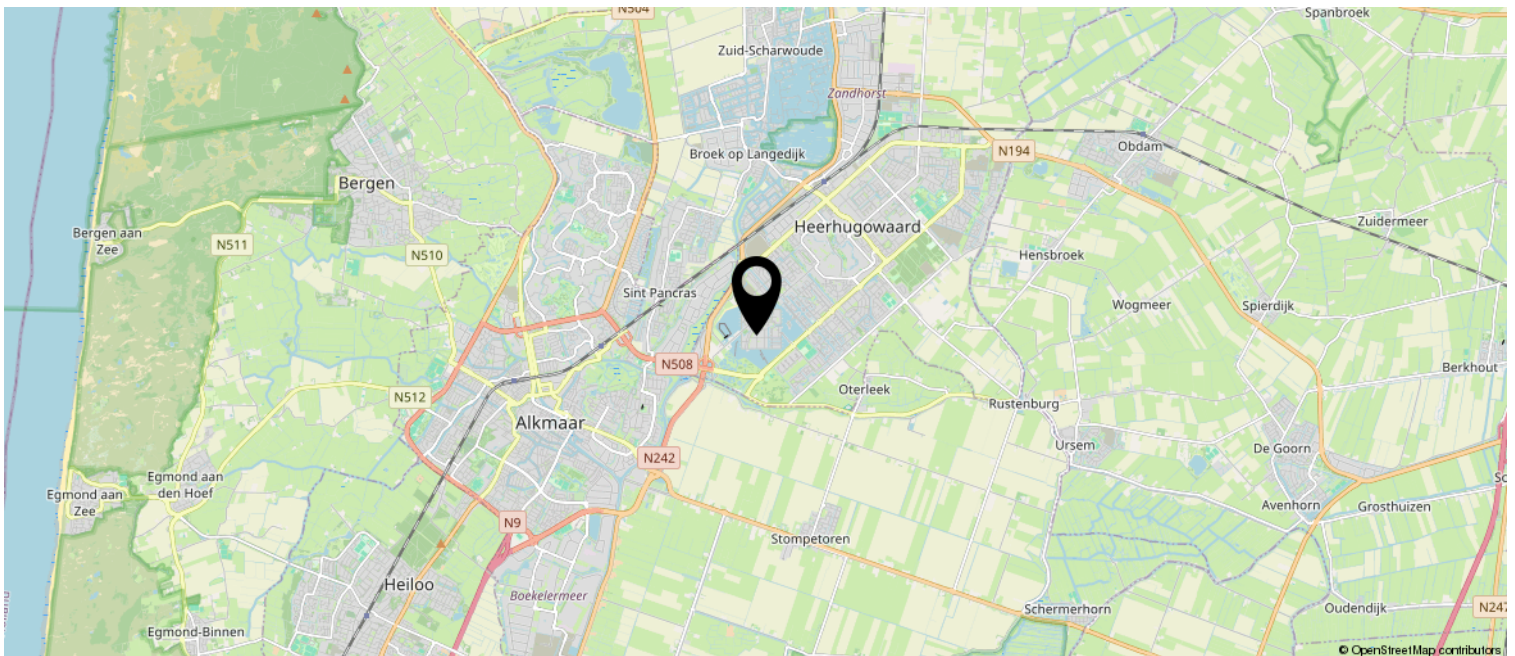 N504
Spanbroek
Zuid-Scharwoude
Zandhorst
N194
Obdam
Broek op Langedijk
Bergen
Zuidermeer
Heerhugowaard
Bergen aan
Zee
N511
N510
Hensbroek
Sint Pancras
Wogmeer
Spierdijk
N508
Berkhout
Oterleek
N512
Rustenburg
Alkmaar
Ursem
De Goorn
N242
Egmond aan
den Hoef
Egmond aan
Zee
Avenhorn
Grosthuizen
N9
Stompetoren
Heiloo
Boekelermeer
Schermerhorn
Oudendijk
N247
Egmond-Binnen
© OpenStreetMap contributors